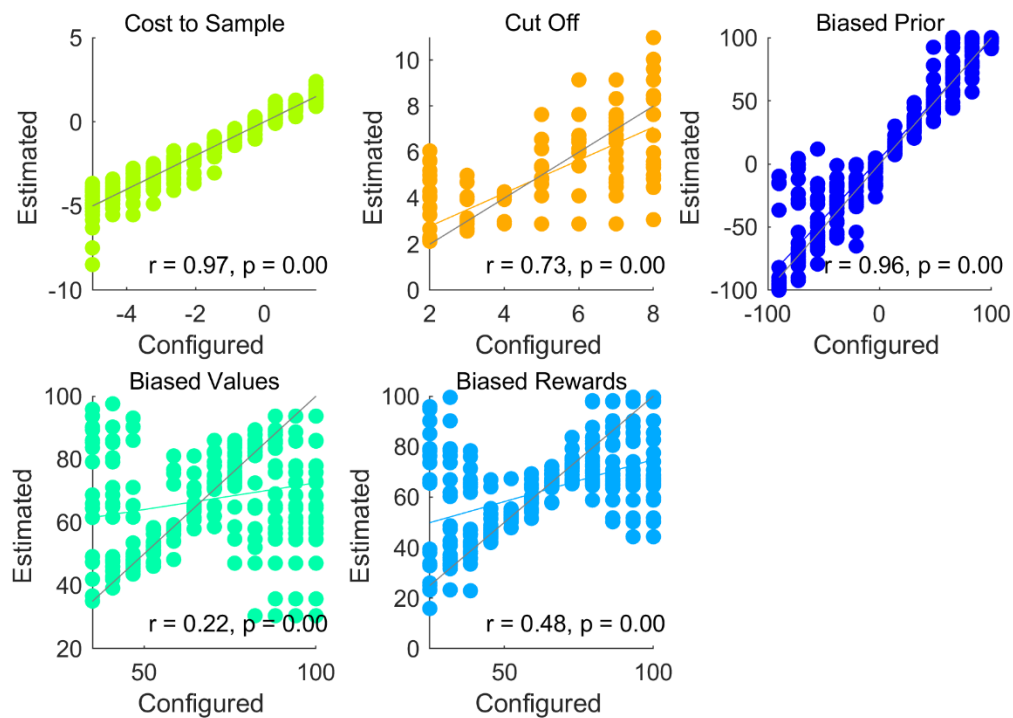 Cost to Sample
5
0
-5
-10
Estimated
r = 0.97, p = 0.00
-4 -2 0
Configured
Cut Off
10
8
6
4
2
0
Estimated
r = 0.73, p = 0.00
2 4 6 8
Configured
Biased Prior
100
50
0
-50
-100
Estimated
r = 0.96, p = 0.00
-100 0 100
Configured
Biased Values
100
80
60
40
20
Estimated
r = 0.22, p = 0.00
50 100
Configured
Biased Rewards
100
80
60
40
20
0
Estimated
r = 0.48, p = 0.00
50 100
Configured